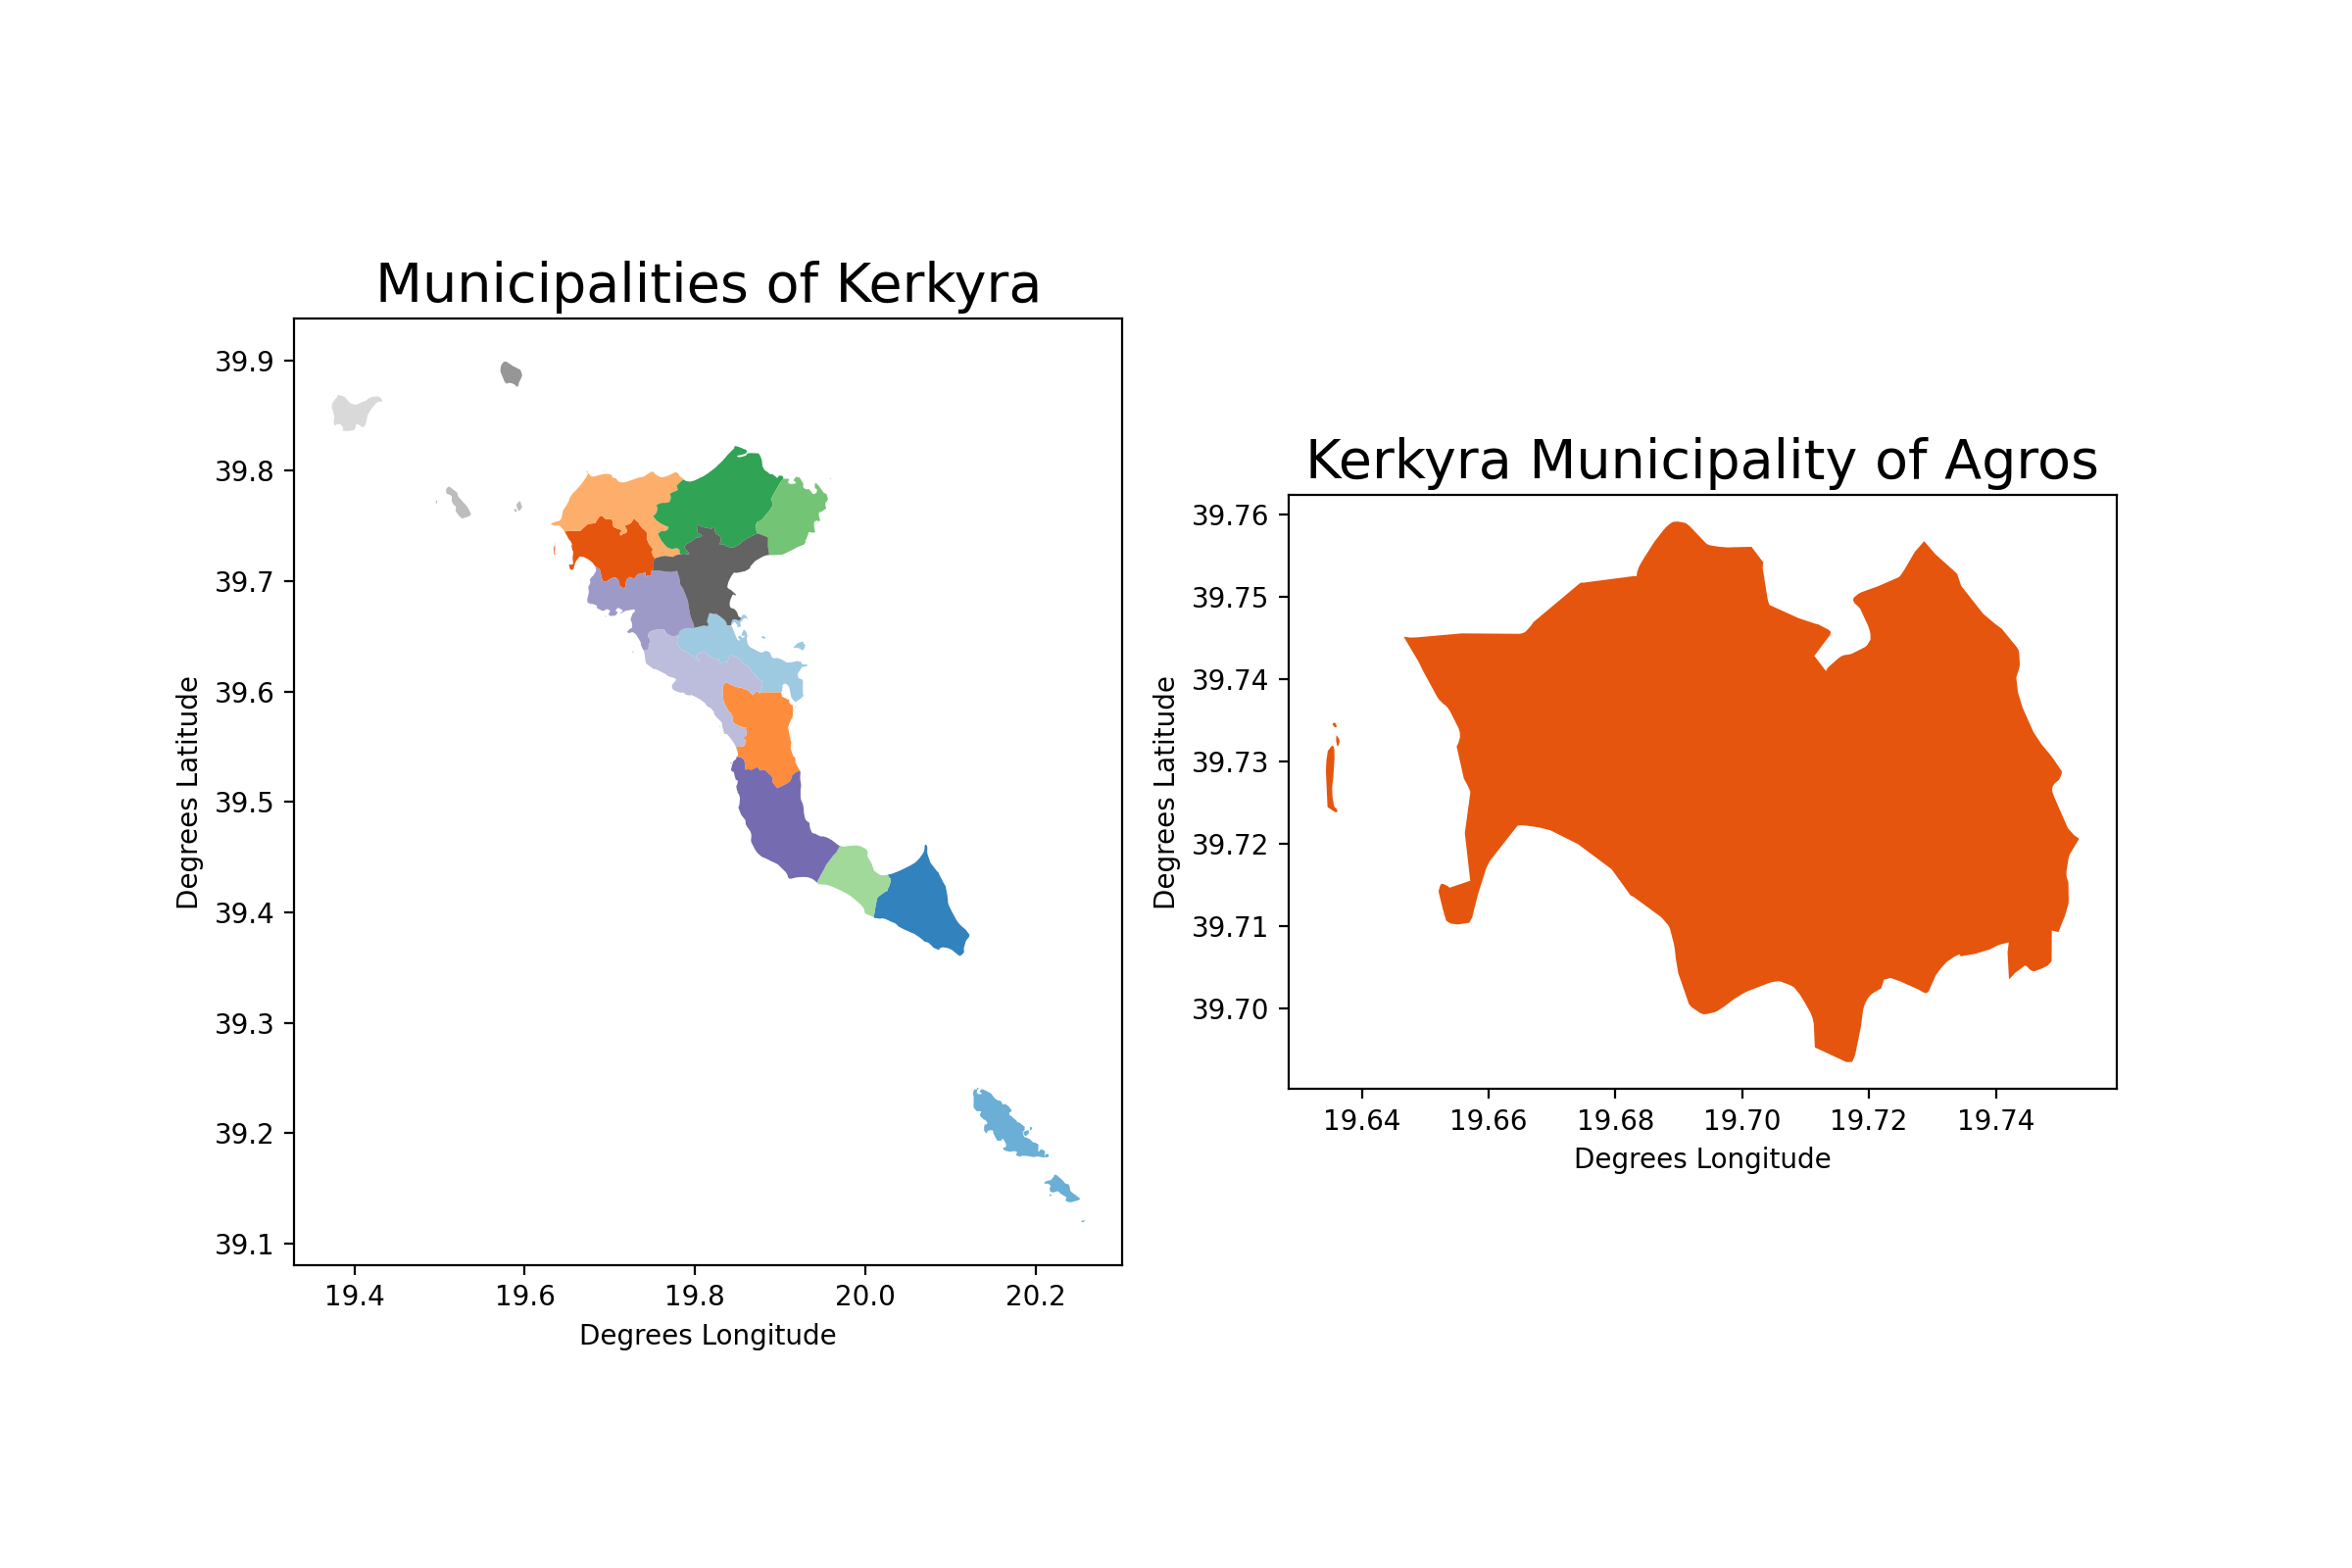 Municipalities of Kerkyra
39.9
39.8
39.7
39.6
39.5
39.4
39.3
39.2
39.1
Degrees Latitude
19.4 19.6 19.8 20.0 20.2
Degrees Longitude
Kerkyra Municipality of Agros
39.76
39.75
39.74
39.73
39.72
39.71
39.70
Degrees Latitude
19.64 19.66 19.68 19.70 19.72 19.74
Degrees Longitude